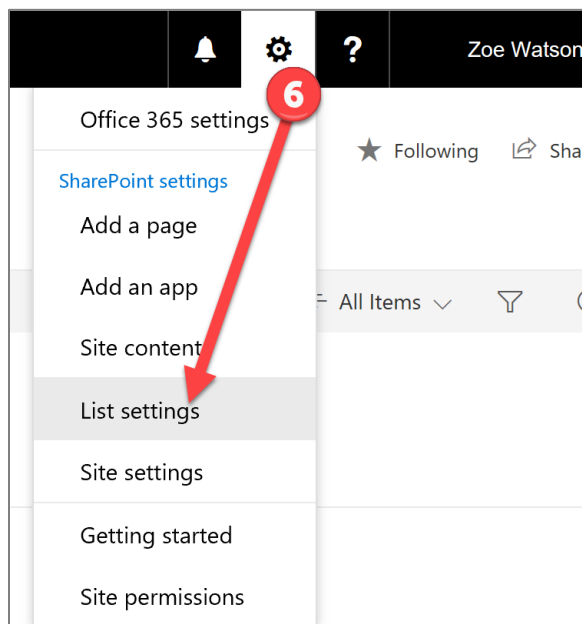 ? Zoe Watson
6
Office 365 settings
Following Sha
SharePoint settings
Add a page
Add an app
All Items
Site content
List settings
Site settings
Getting started
Site permissions